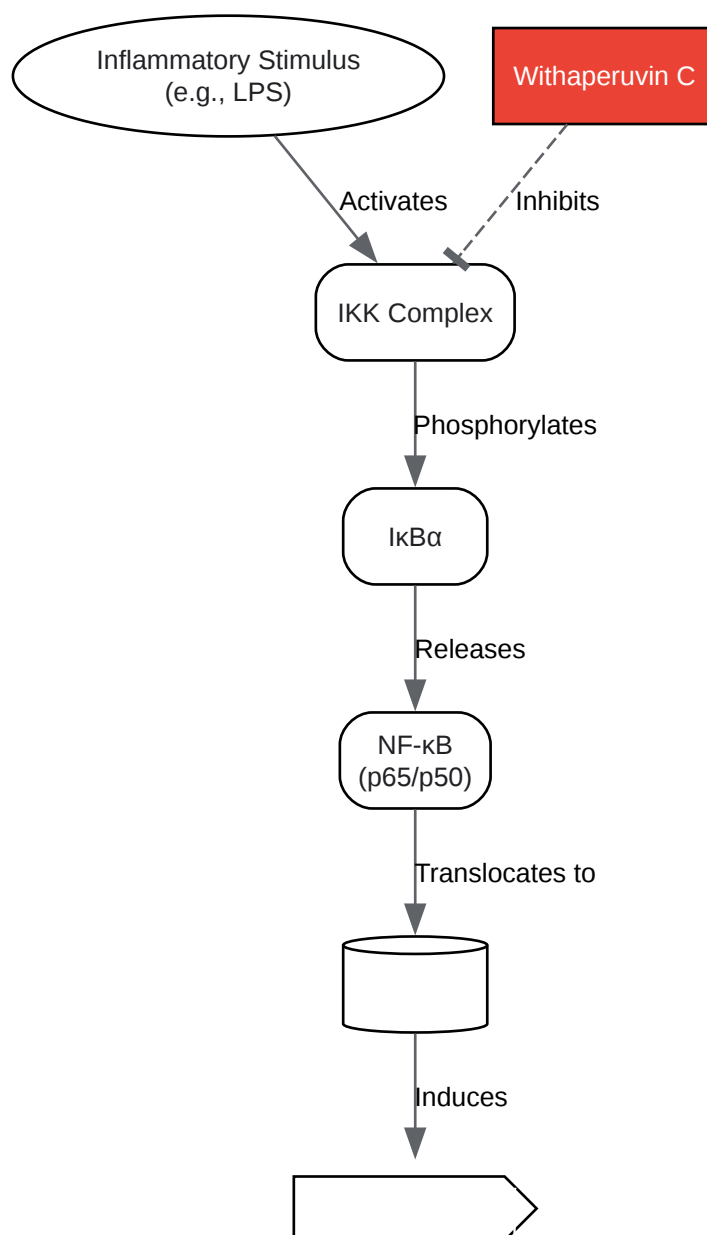 Inflammatory Stimulus
(e.g., LPS)
Withaperuvin C
Activates
Inhibits
IKK Complex
Phosphorylates
IκBα
Releases
NF-κB
(p65/p50)
Translocates to
Induces